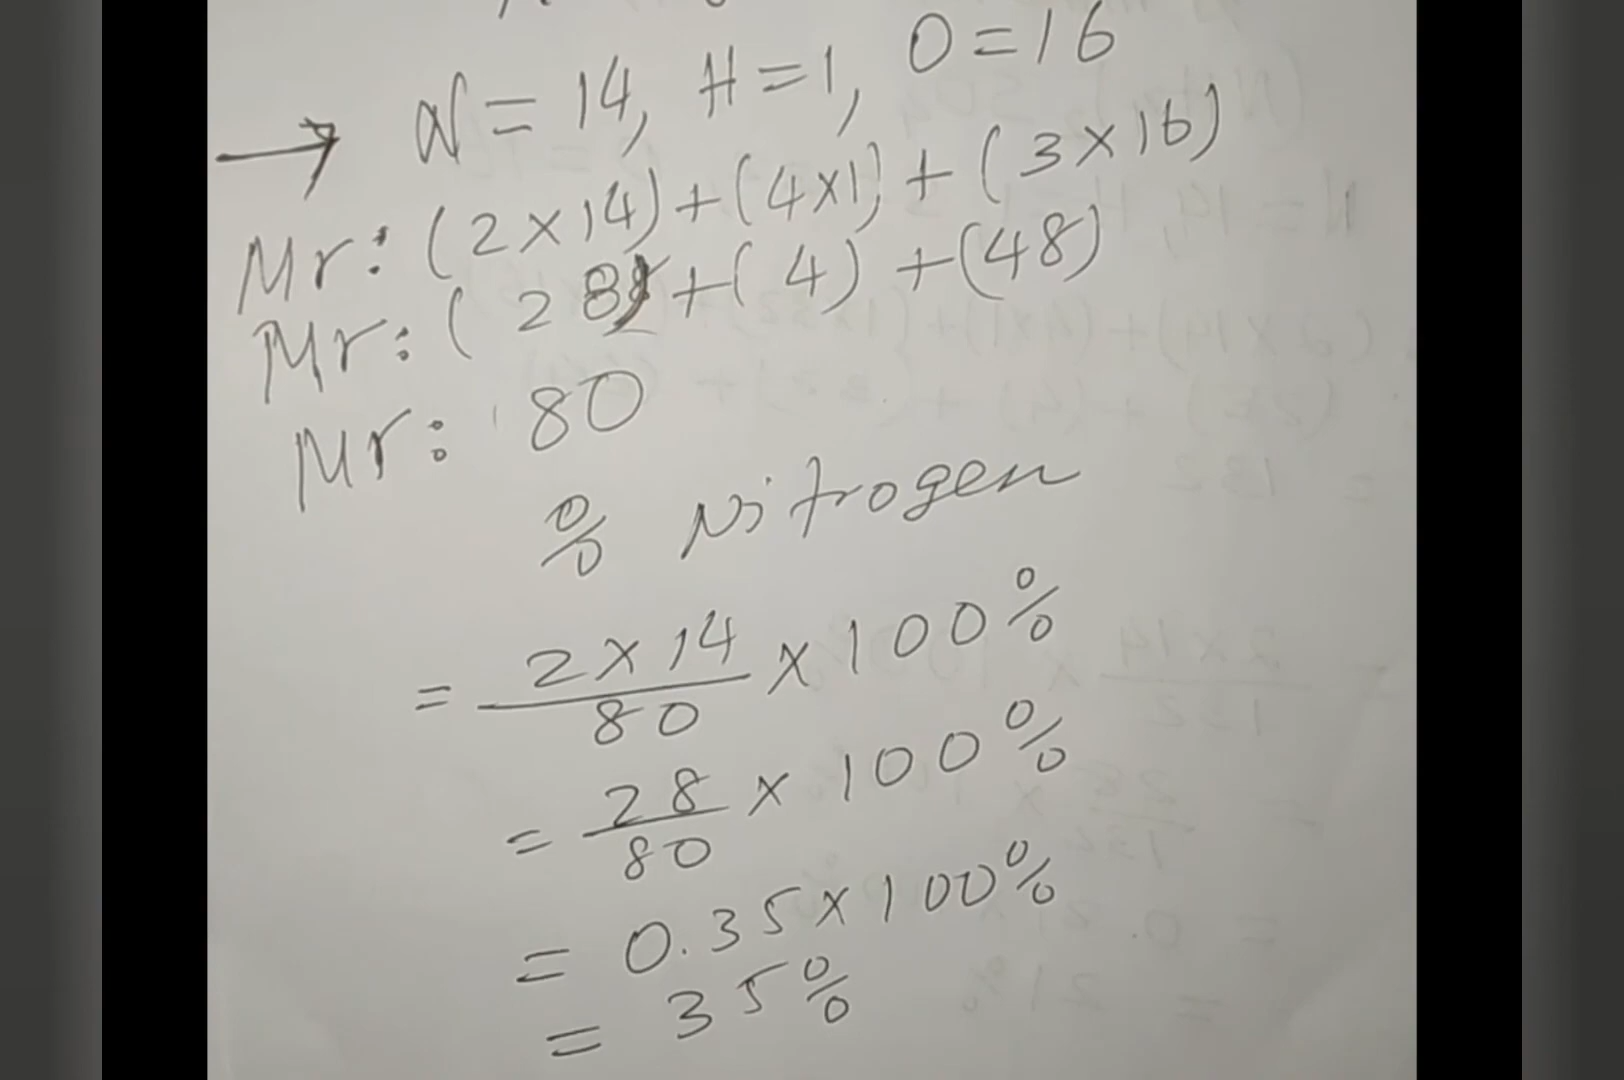 → N = 14, H = 1, O = 16
Mr: (2 × 14) + (4×1) + (3 × 16)
Mr: (28) + (4) + (48)
Mr: 80
% Nitrogen
= 2 × 14 / 80 × 100%
= 28 / 80 × 100%
= 0.35 × 100%
= 35%